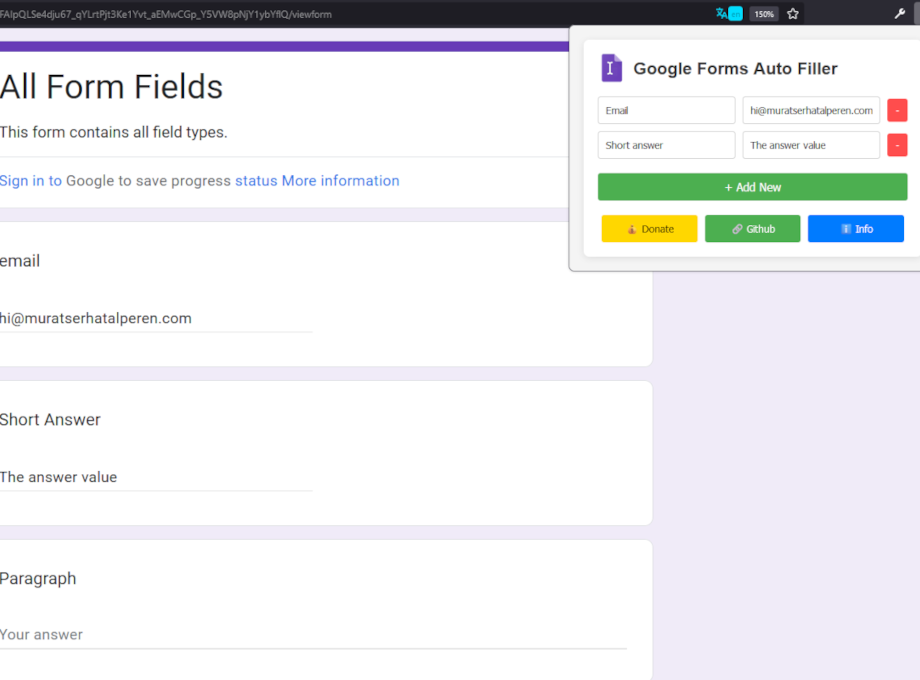 FAIpQLSe4dju67_qYLrtPjt3Ke1Yvt_aEMwCGp_Y5VW8pNjY1ybYflQ/viewform
150%
I
Google Forms Auto Filler
Email
hi@muratserhatalperen.com
-
Short answer
The answer value
-
+ Add New
Donate
Github
Info
All Form Fields
This form contains all field types.
Sign in to Google to save progress status More information
email
hi@muratserhatalperen.com
Short Answer
The answer value
Paragraph
Your answer